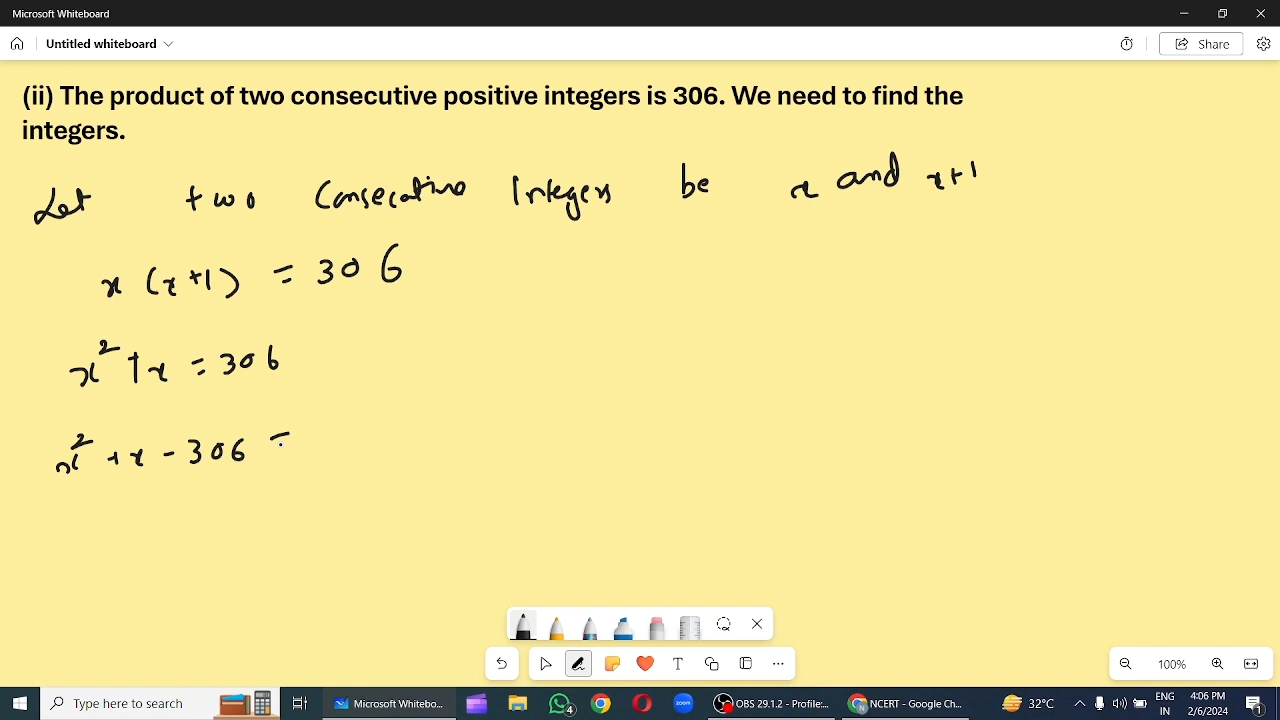 Microsoft Whiteboard
Untitled whiteboard
Share
(ii) The product of two consecutive positive integers is 306. We need to find the
integers.
Let two Consecutive Integers be x and x+1
x (x+1) = 306
x² + x = 306
x² + x - 306 =
100%
Type here to search
4
Microsoft Whitebo...
zoom
OBS 29.1.2 - Profile:...
N
NCERT - Google Ch...
32°C
ENG
IN
4:06 PM
2/6/2024